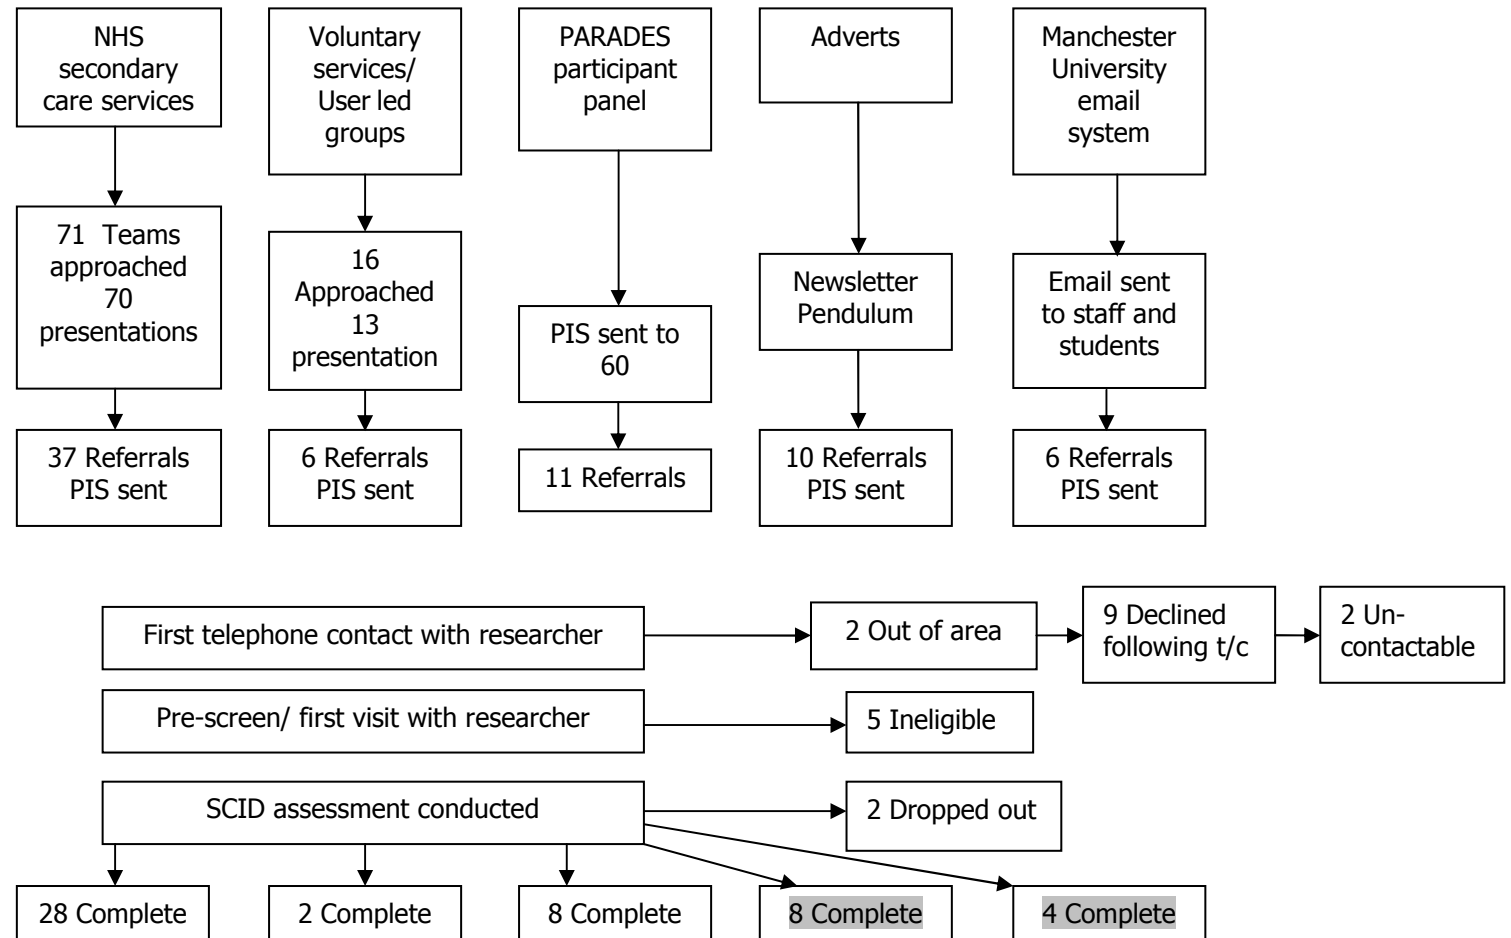 NHS
secondary
care services
Voluntary
services/
User led
groups
PARADES
participant
panel
Adverts
Manchester
University
email
system
71 Teams
approached
70
presentations
16
Approached
13
presentation
PIS sent to
60
Newsletter
Pendulum
Email sent
to staff and
students
37 Referrals
PIS sent
6 Referrals
PIS sent
11 Referrals
10 Referrals
PIS sent
6 Referrals
PIS sent
First telephone contact with researcher
2 Out of area
9 Declined
following t/c
2 Un-
contactable
Pre-screen/ first visit with researcher
5 Ineligible
SCID assessment conducted
2 Dropped out
28 Complete
2 Complete
8 Complete
8 Complete
4 Complete